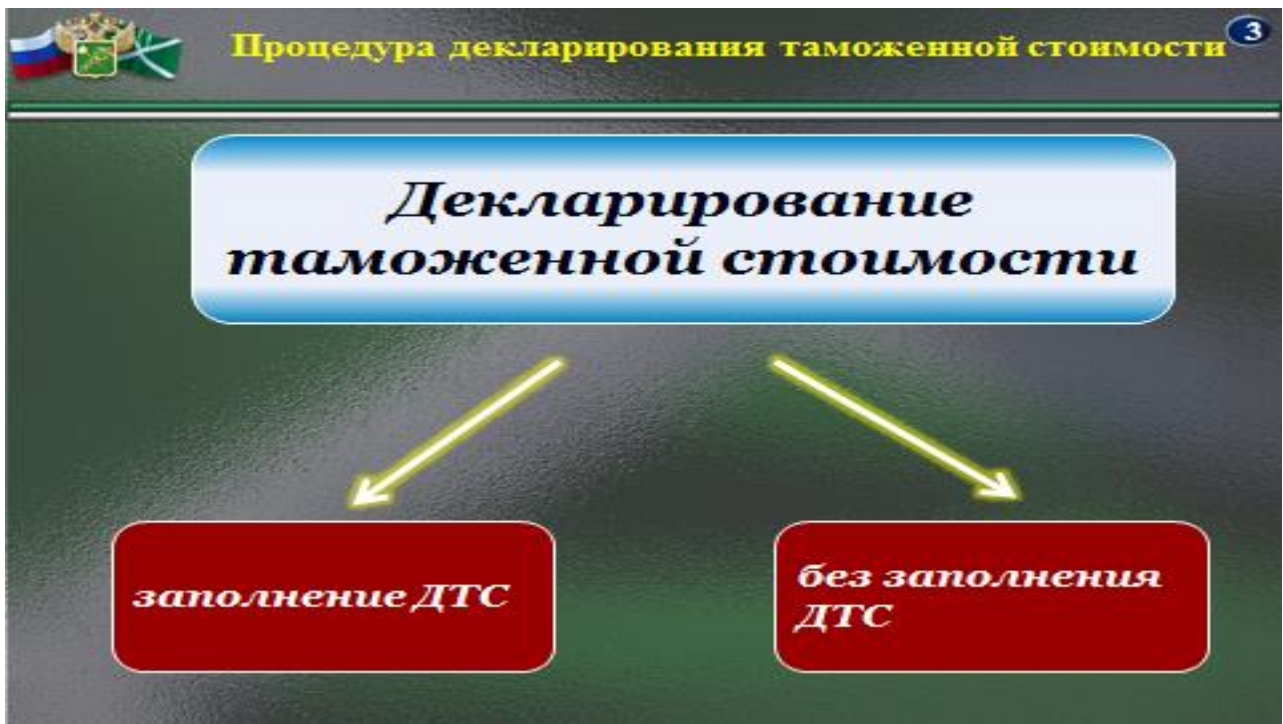 Процедура декларирования таможенной стоимости
3
Декларирование
таможенной стоимости
заполнение ДТС
без заполнения
ДТС